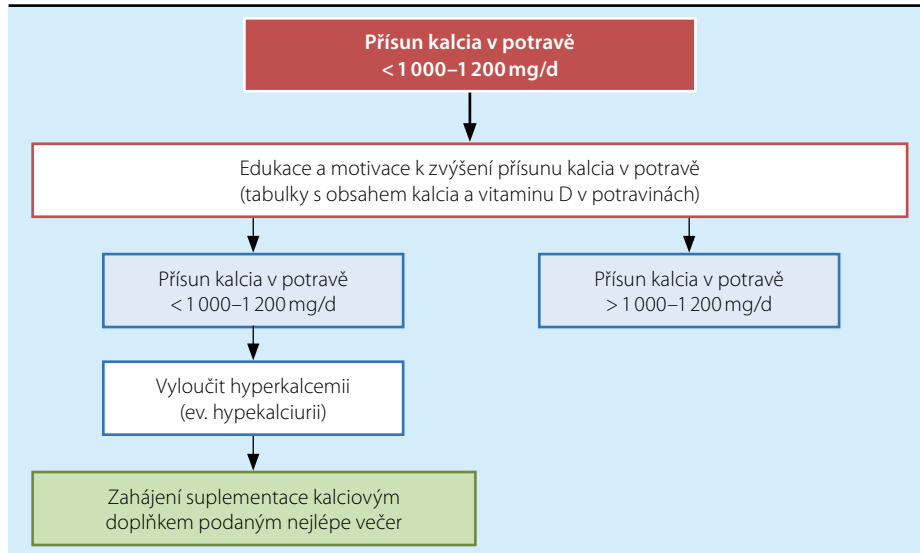 Přísun kalcia v potravě
< 1 000–1 200 mg/d
Edukace a motivace k zvýšení přísunu kalcia v potravě
(tabulky s obsahem kalcia a vitaminu D v potravinách)
Přísun kalcia v potravě
< 1 000–1 200 mg/d
Přísun kalcia v potravě
> 1 000–1 200 mg/d
Vyloučit hyperkalcemii
(ev. hypekalciurii)
Zahájení suplementace kalciovým
doplňkem podaným nejlépe večer